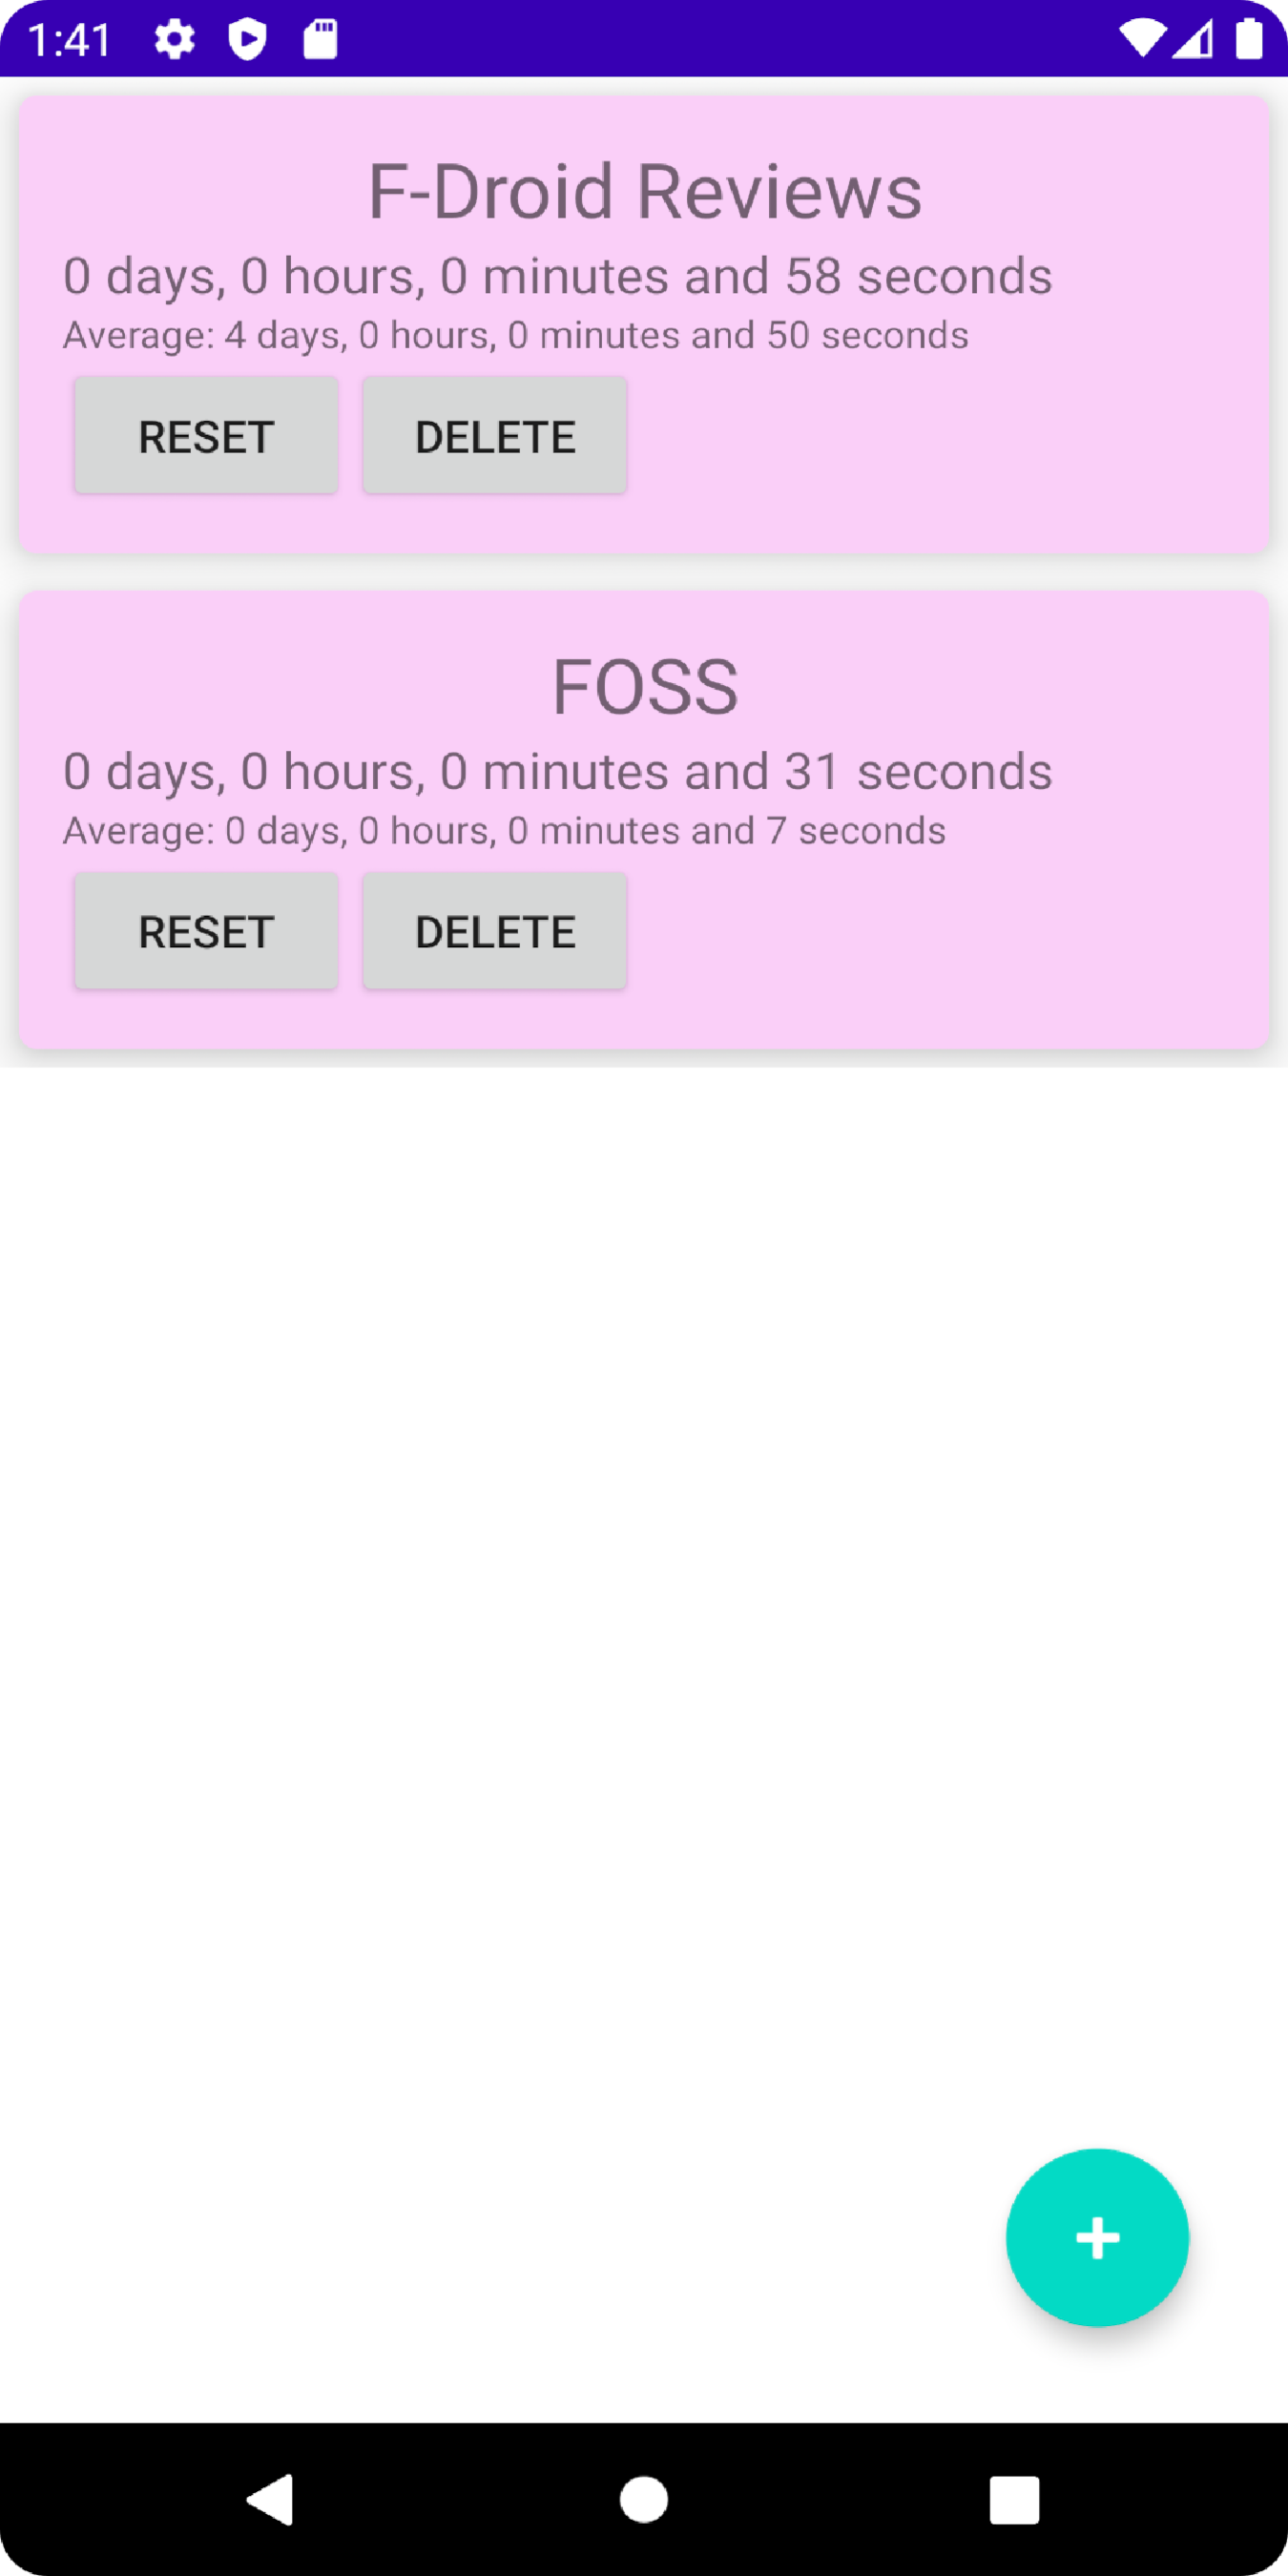 1:41
F-Droid Reviews
0 days, 0 hours, 0 minutes and 58 seconds
Average: 4 days, 0 hours, 0 minutes and 50 seconds
RESET DELETE
FOSS
0 days, 0 hours, 0 minutes and 31 seconds
Average: 0 days, 0 hours, 0 minutes and 7 seconds
RESET DELETE
+